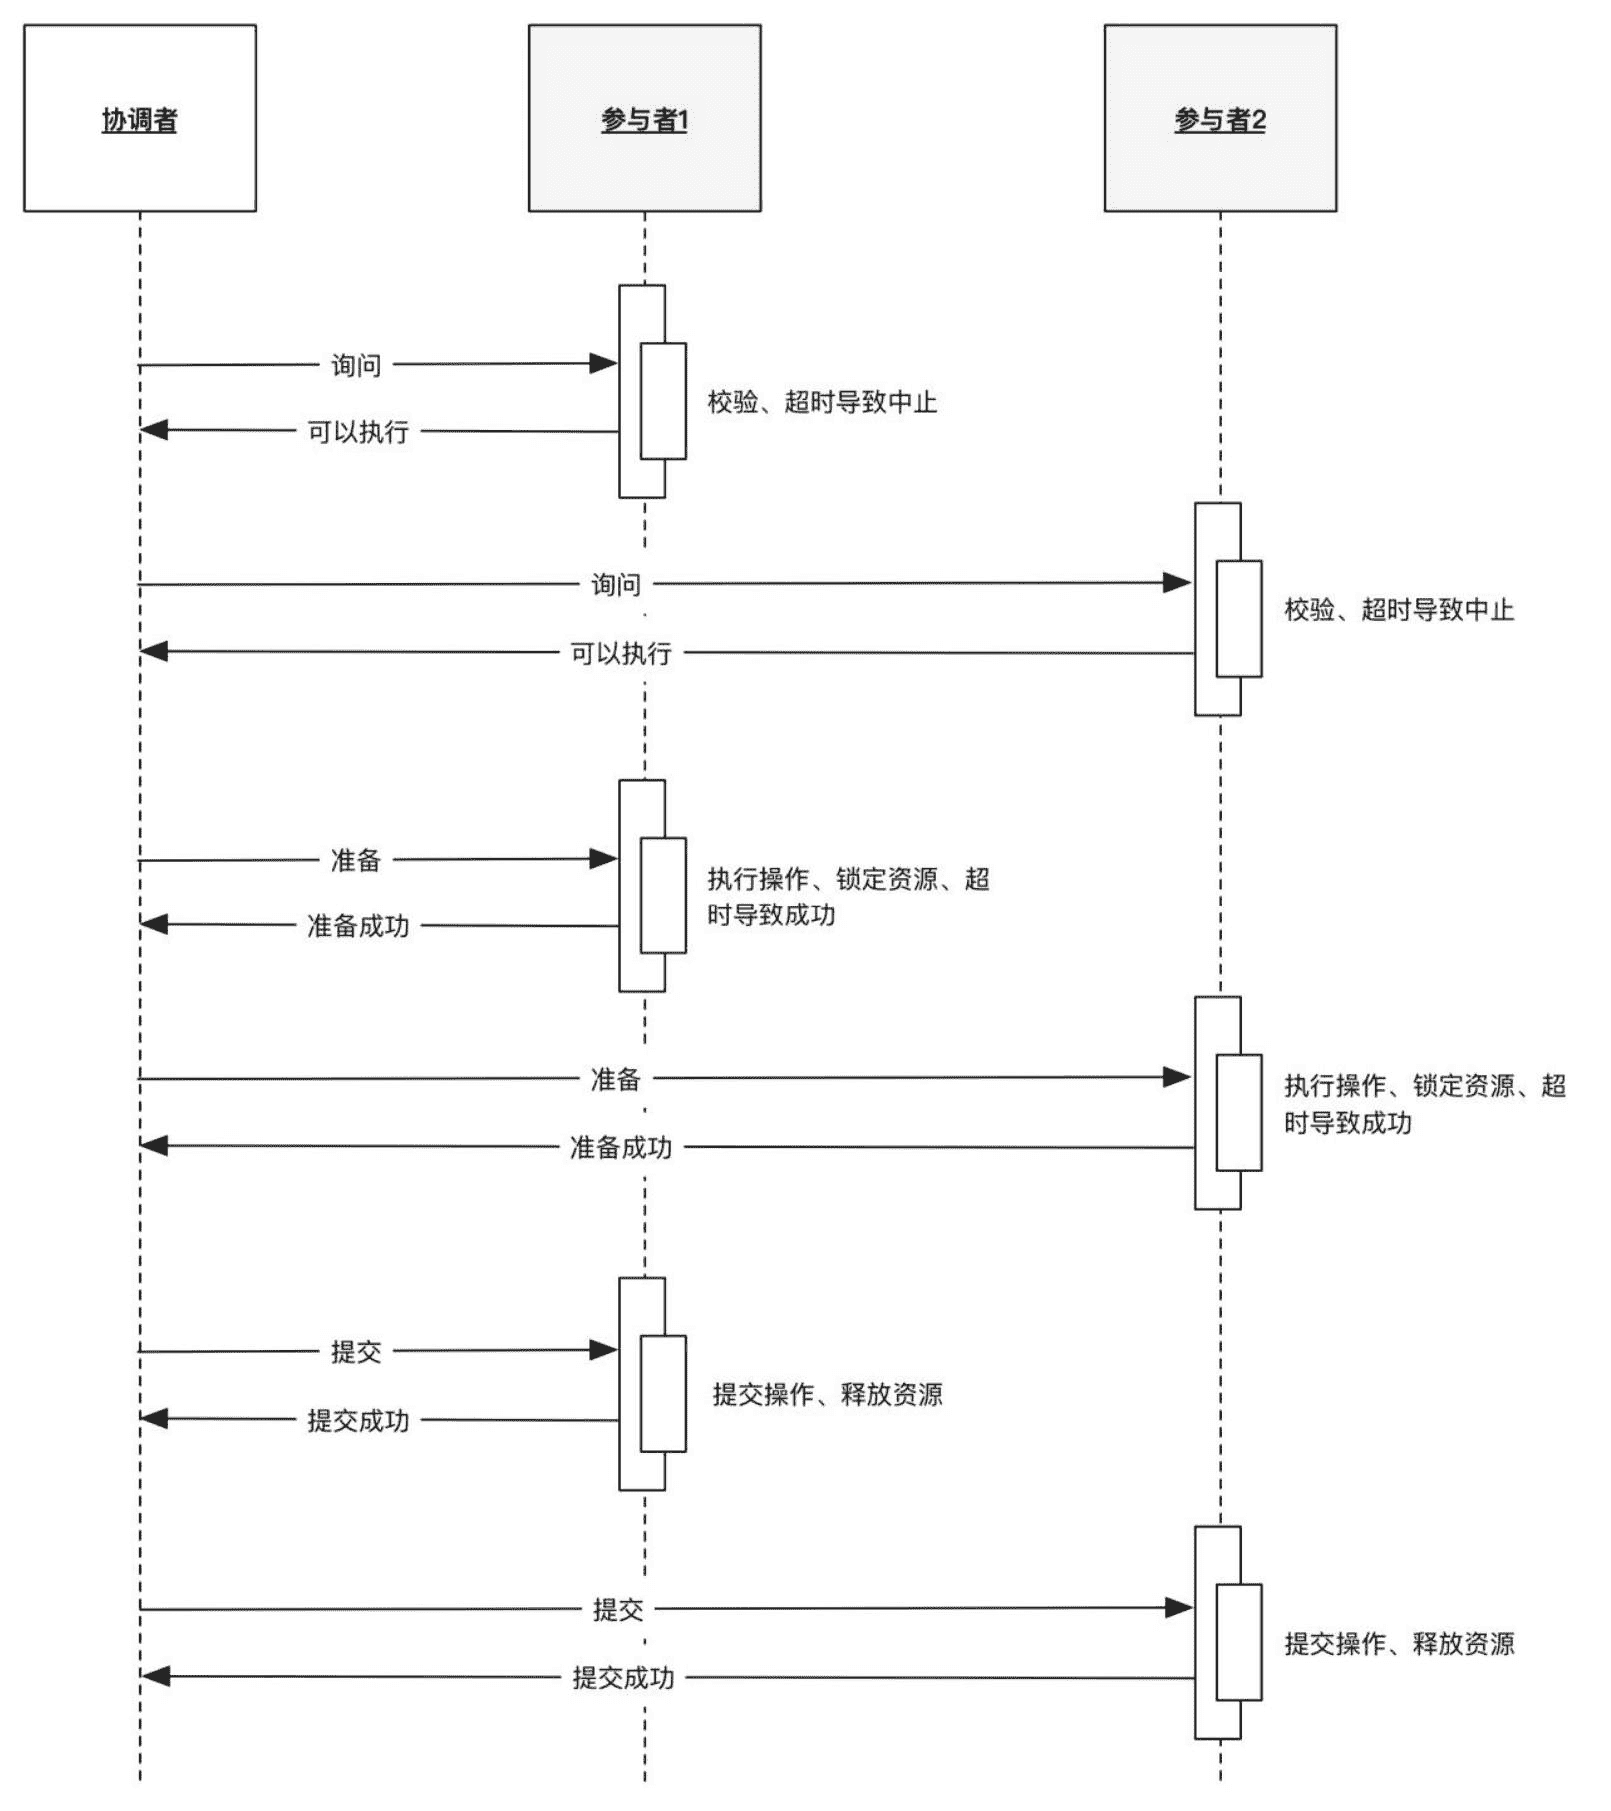 协调者
参与者1
参与者2
询问
校验、超时导致中止
可以执行
询问
校验、超时导致中止
可以执行
准备
执行操作、锁定资源、超
时导致成功
准备成功
准备
执行操作、锁定资源、超
时导致成功
准备成功
提交
提交操作、释放资源
提交成功
提交
提交操作、释放资源
提交成功